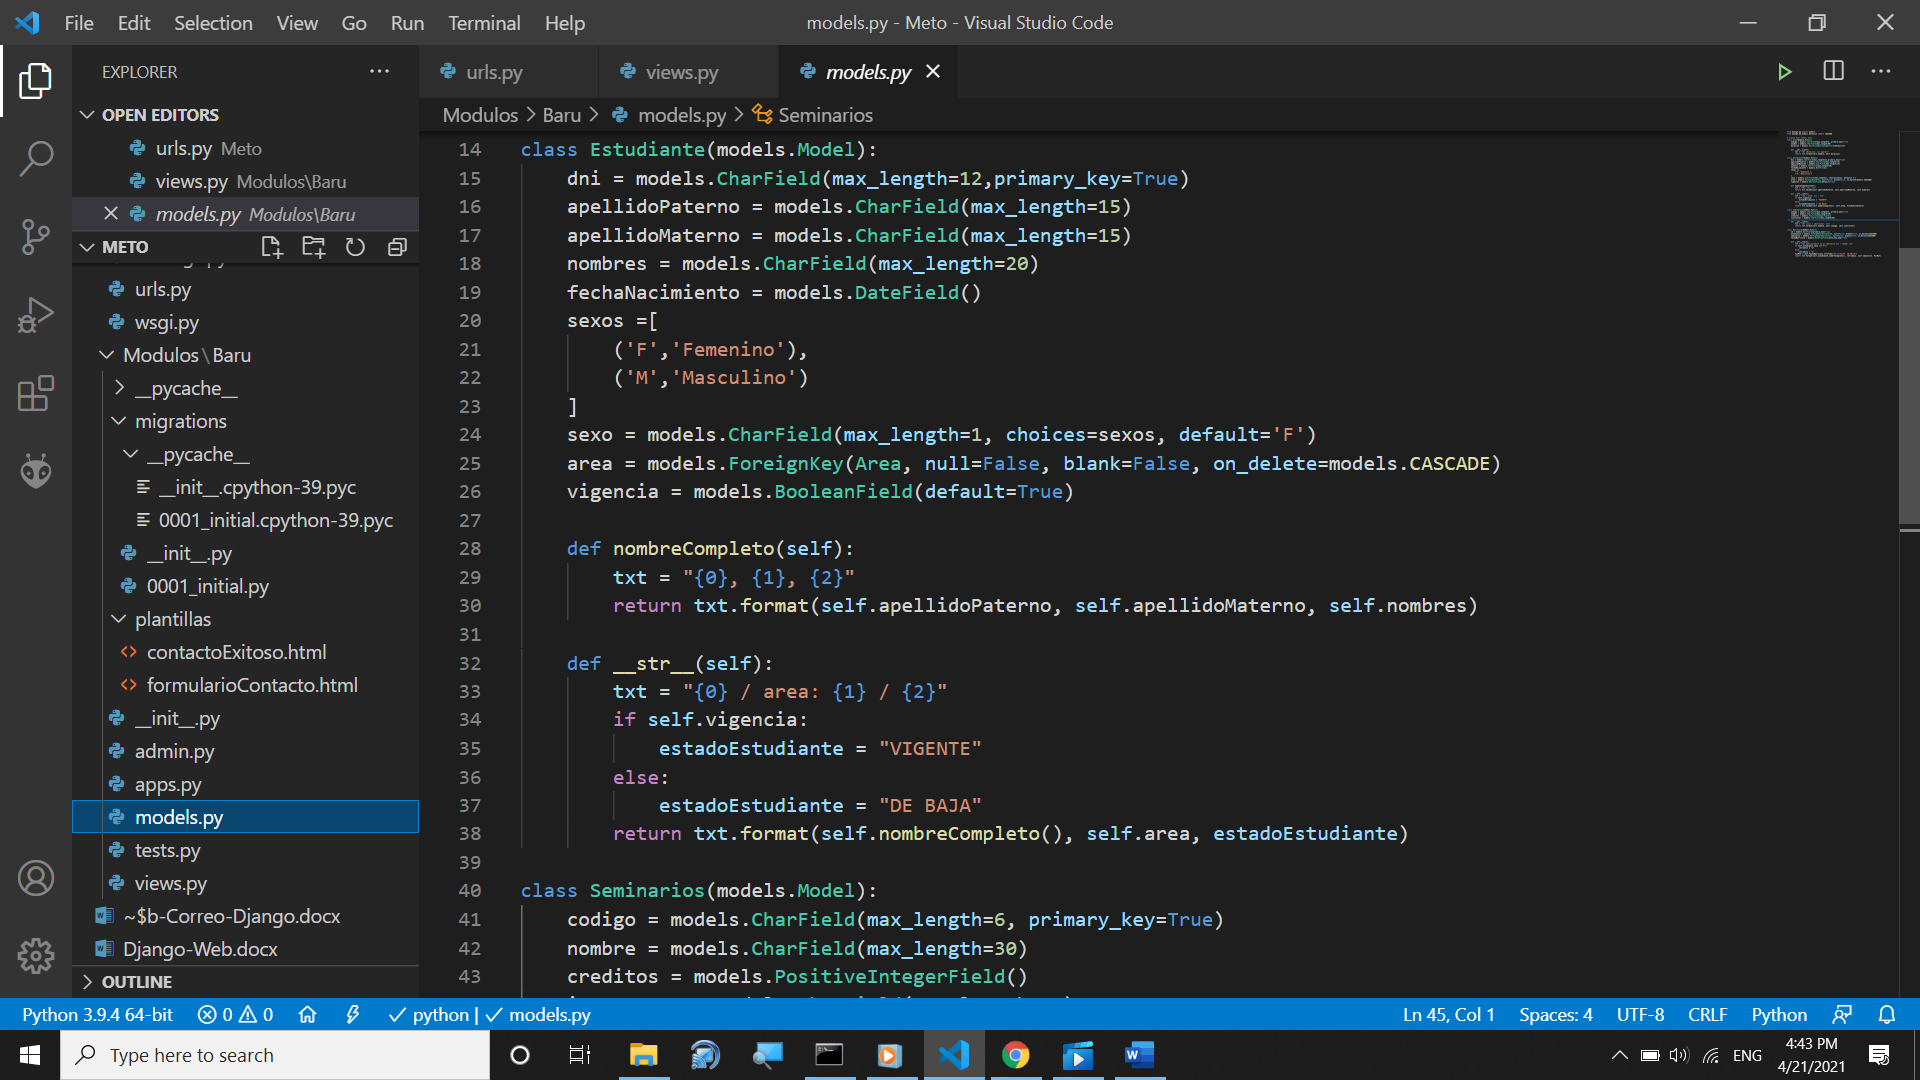 File Edit Selection View Go Run Terminal Help
models.py - Meto - Visual Studio Code
EXPLORER
OPEN EDITORS
urls.py Meto
views.py Modulos\Baru
models.py Modulos\Baru
METO
urls.py
wsgi.py
Modulos\Baru
__pycache__
migrations
__pycache__
__init__.cpython-39.pyc
0001_initial.cpython-39.pyc
__init__.py
0001_initial.py
plantillas
contactoExitoso.html
formularioContacto.html
__init__.py
admin.py
apps.py
models.py
tests.py
views.py
~$b-Correo-Django.docx
Django-Web.docx
OUTLINE
urls.py views.py models.py
Modulos > Baru > models.py > Seminarios
14 class Estudiante(models.Model):
15 dni = models.CharField(max_length=12,primary_key=True)
16 apellidoPaterno = models.CharField(max_length=15)
17 apellidoMaterno = models.CharField(max_length=15)
18 nombres = models.CharField(max_length=20)
19 fechaNacimiento = models.DateField()
20 sexos =[
21 ('F','Femenino'),
22 ('M','Masculino')
23 ]
24 sexo = models.CharField(max_length=1, choices=sexos, default='F')
25 area = models.ForeignKey(Area, null=False, blank=False, on_delete=models.CASCADE)
26 vigencia = models.BooleanField(default=True)
27
28 def nombreCompleto(self):
29 txt = "{0}, {1}, {2}"
30 return txt.format(self.apellidoPaterno, self.apellidoMaterno, self.nombres)
31
32 def __str__(self):
33 txt = "{0} / area: {1} / {2}"
34 if self.vigencia:
35 estadoEstudiante = "VIGENTE"
36 else:
37 estadoEstudiante = "DE BAJA"
38 return txt.format(self.nombreCompleto(), self.area, estadoEstudiante)
39
40 class Seminarios(models.Model):
41 codigo = models.CharField(max_length=6, primary_key=True)
42 nombre = models.CharField(max_length=30)
43 creditos = models.PositiveIntegerField()
Python 3.9.4 64-bit 0 0 python | models.py
Ln 45, Col 1 Spaces: 4 UTF-8 CRLF Python
Type here to search
ENG
4:43 PM
4/21/2021